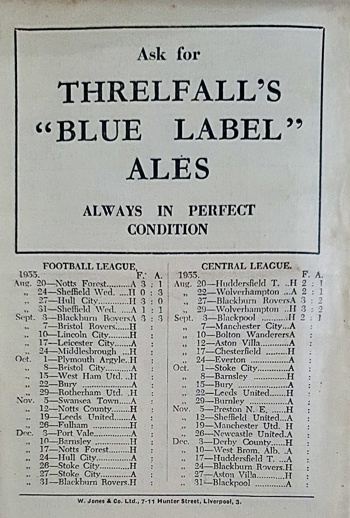 Ask for
THRELFALL'S
“BLUE LABEL”
ALES
ALWAYS IN PERFECT
CONDITION
FOOTBALL LEAGUE,
1955. F. A.
Aug. 20—Notts Forest..........A 3 : 1
„ 24—Sheffield Wed. ...H 0 : 3
„ 27—Hull City............H 3 : 0
„ 31—Sheffield Wed. ...A 1 : 1
Sept. 3—Blackburn Rovers A 3 : 3
„ 7—Bristol Rovers......H :
„ 10—Lincoln City.........H :
„ 17—Leicester City......A :
„ 24—Middlesbrough ...H :
Oct. 1—Plymouth Argyle. H :
„ 8—Bristol City.........A :
„ 15—West Ham Utd. ..H :
„ 22—Bury ..................A :
„ 29—Rotherham Utd. .H :
Nov. 5—Swansea Town.....A :
„ 12—Notts County.......H :
„ 19—Leeds United.......A :
„ 26—Fulham ..............H :
Dec. 3—Port Vale............A :
„ 10—Barnsley .............H :
„ 17—Notts Forest........H :
„ 24—Hull City.............A :
„ 26—Stoke City...........H :
„ 27—Stoke City...........A :
„ 31—Blackburn Rovers.H :
CENTRAL LEAGUE.
1955. F. A.
Aug. 20—Huddersfield T. ..H 2 : 1
„ 22—Wolverhampton ...A 2 : 1
„ 27—Blackburn Rovers A 3 : 2
„ 29—Wolverhampton ..H 3 : 2
Sept. 3—Blackpool ............H 2 :
„ 7—Manchester City...A :
„ 10—Bolton Wanderers A :
„ 12—Aston Villa...........A :
„ 17—Chesterfield .........H :
„ 24—Everton ...............A :
Oct. 1—Stoke City............A :
„ 8—Barnsley ..............H :
„ 15—Bury ...................A :
„ 22—Leeds United........H :
„ 29—Burnley ...............A :
Nov. 5—Preston N. E. ......H :
„ 12—Sheffield United...A :
„ 19—Manchester Utd. H :
„ 26—Newcastle United.A :
Dec. 3—Derby County......H :
„ 10—West Brom. Alb. .A :
„ 17—Huddersfield T. ...A :
„ 24—Blackburn Rovers.H :
„ 27—Aston Villa..........H :
„ 31—Blackpool ............A :
W. Jones & Co. Ltd., 7-11 Hunter Street, Liverpool, 3.